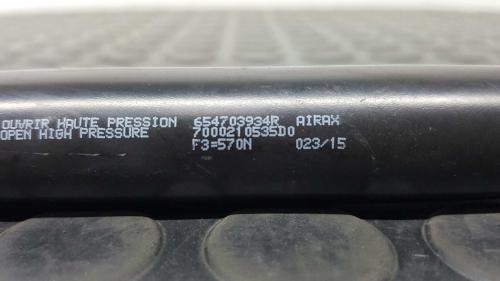 OUVRIR HAUTE PRESSION 654703934R AIRAX
OPEN HIGH PRESSURE 7000210535D0
F3=570N 023/15